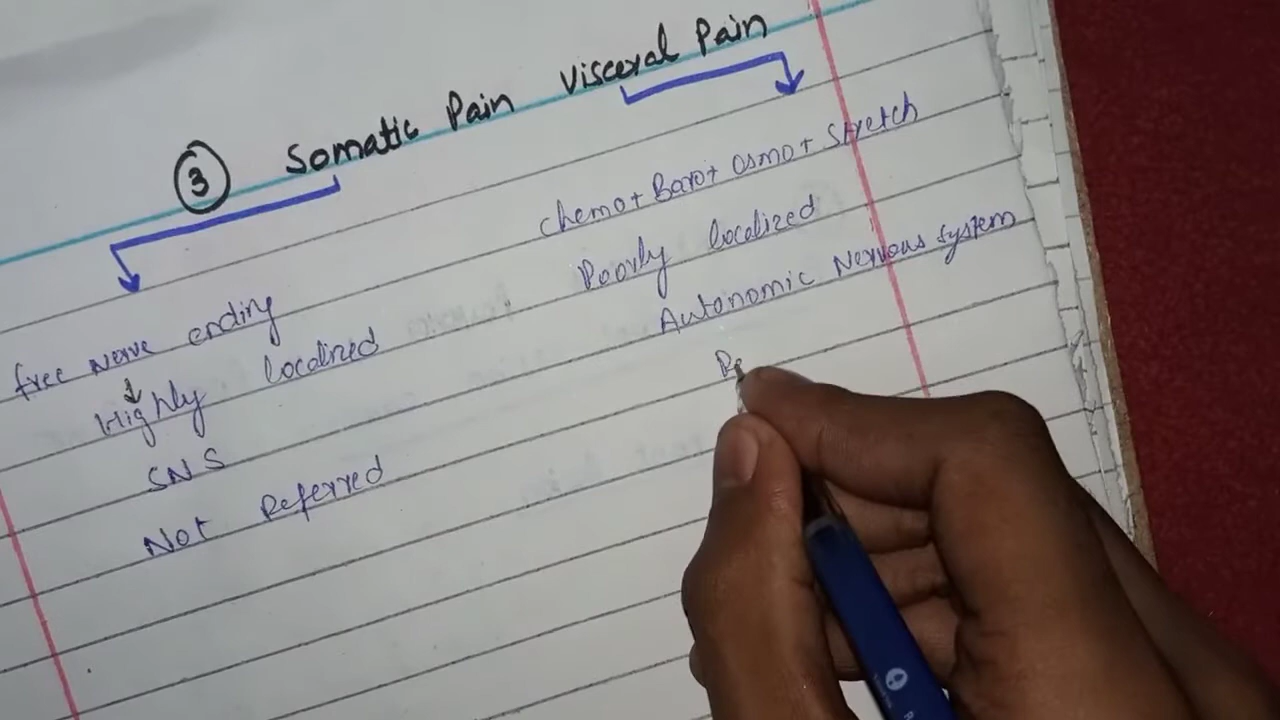 ③ Somatic Pain Visceral Pain
Chemo + Baro + Osmo + Stretch
Poorly localized
Autonomic Nervous system
Re
free Nerve ending
Highly localized
SNS
Not Referred